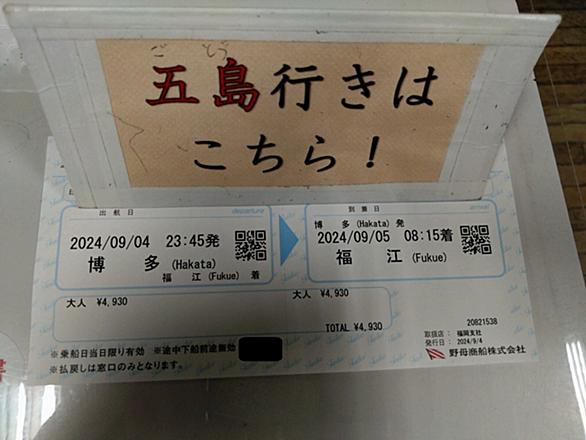 ごとう
五島行きは
こちら！
出航日 departure
2024/09/04 23:45発
博多 (Hakata)
福江 (Fukue) 着
到着日
博多 (Hakata) 発
2024/09/05 08:15着
福江 (Fukue)
大人 ¥4,930
大人 ¥4,930
TOTAL ¥4,930
20821538
取扱店： 福岡支社
発行日： 2024/9/4
野母商船株式会社
※乗船日当日限り有効 ※途中下船前途無効
※払戻しは窓口のみとなります。